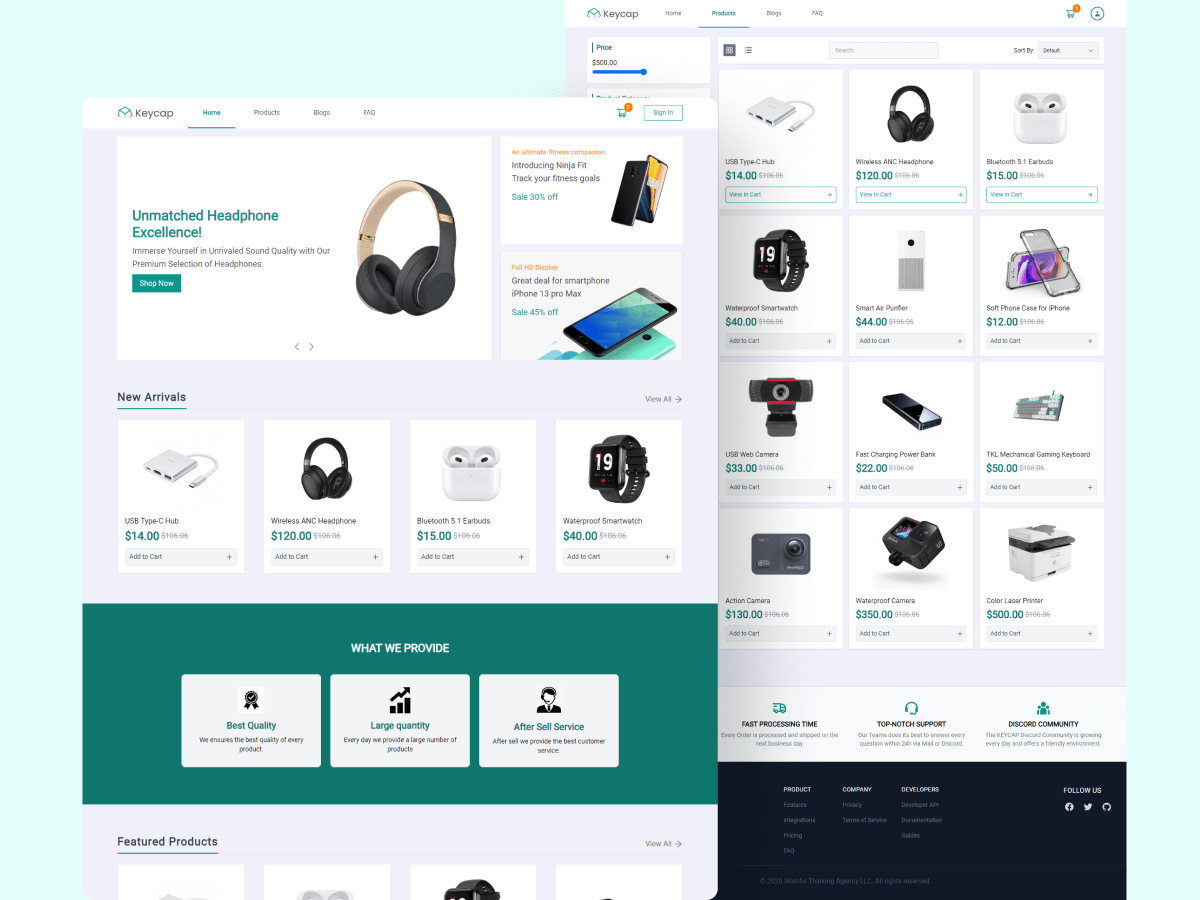 Keycap
Home
Products
Blogs
FAQ
0
Sign In
Unmatched Headphone
Excellence!
Immerse Yourself in Unrivaled Sound Quality with Our
Premium Selection of Headphones.
Shop Now
An ultimate fitness companion.
Introducing Ninja Fit
Track your fitness goals
Sale 30% off
Full HD Display
Great deal for smartphone
iPhone 13 pro Max
Sale 45% off
New Arrivals
View All
USB Type-C Hub
$14.00 $106.06
Add to Cart
Wireless ANC Headphone
$120.00 $106.06
Add to Cart
Bluetooth 5.1 Earbuds
$15.00 $106.06
Add to Cart
19
Waterproof Smartwatch
$40.00 $106.06
Add to Cart
WHAT WE PROVIDE
Best Quality
We ensures the best quality of every
product.
Large quantity
Every day we provide a large number of
products
After Sell Service
After sell we provide the best customer
service.
Featured Products
View All
Keycap
Home
Products
Blogs
FAQ
Price
$500.00
Search
Sort By:
Default
USB Type-C Hub
$14.00 $106.06
View in Cart
Wireless ANC Headphone
$120.00 $106.06
View in Cart
Bluetooth 5.1 Earbuds
$15.00 $106.06
View in Cart
19
Waterproof Smartwatch
$40.00 $106.06
Add to Cart
Smart Air Purifier
$44.00 $106.06
Add to Cart
Soft Phone Case for iPhone
$12.00 $106.06
Add to Cart
USB Web Camera
$33.00 $106.06
Add to Cart
Fast Charging Power Bank
$22.00 $106.06
Add to Cart
TKL Mechanical Gaming Keyboard
$50.00 $106.06
Add to Cart
Action Camera
$130.00 $106.06
Add to Cart
Waterproof Camera
$350.00 $106.06
Add to Cart
Color Laser Printer
$500.00 $106.06
Add to Cart
FAST PROCESSING TIME
Every Order is processed and shipped on the
next business day.
TOP-NOTCH SUPPORT
Our Teams does its best to answer every
question within 24h via Mail or Discord.
DISCORD COMMUNITY
The KEYCAP Discord Community is growing
every day and offers a friendly environment.
PRODUCT
Features
Integrations
Pricing
FAQ
COMPANY
Privacy
Terms of Service
DEVELOPERS
Developer API
Documentation
Guides
FOLLOW US
© 2020 Wishful Thinking Agency LLC. All rights reserved.